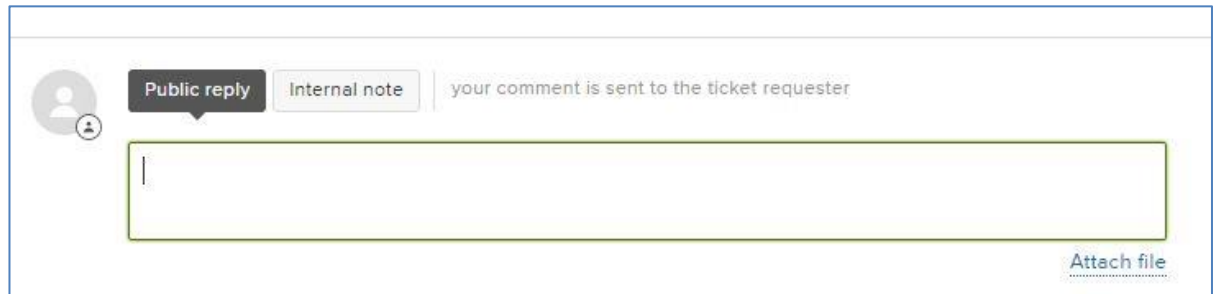 Public reply Internal note your comment is sent to the ticket requester
Attach file